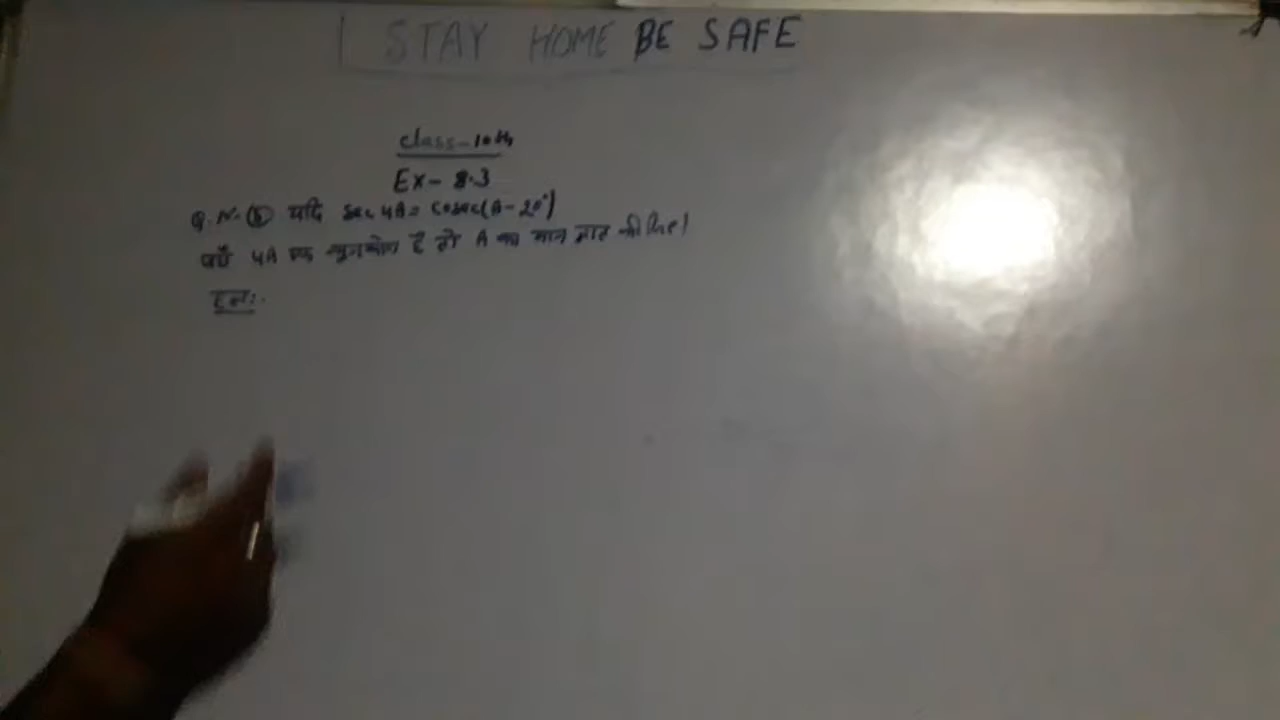 STAY HOME BE SAFE
Class-10th
Ex- 8.3
Q.N.(5) यदि Sec 4A = Cosec(A-20°)
जहाँ 4A एक न्यूनकोण है तो A का मान ज्ञात कीजिए।
हल:-